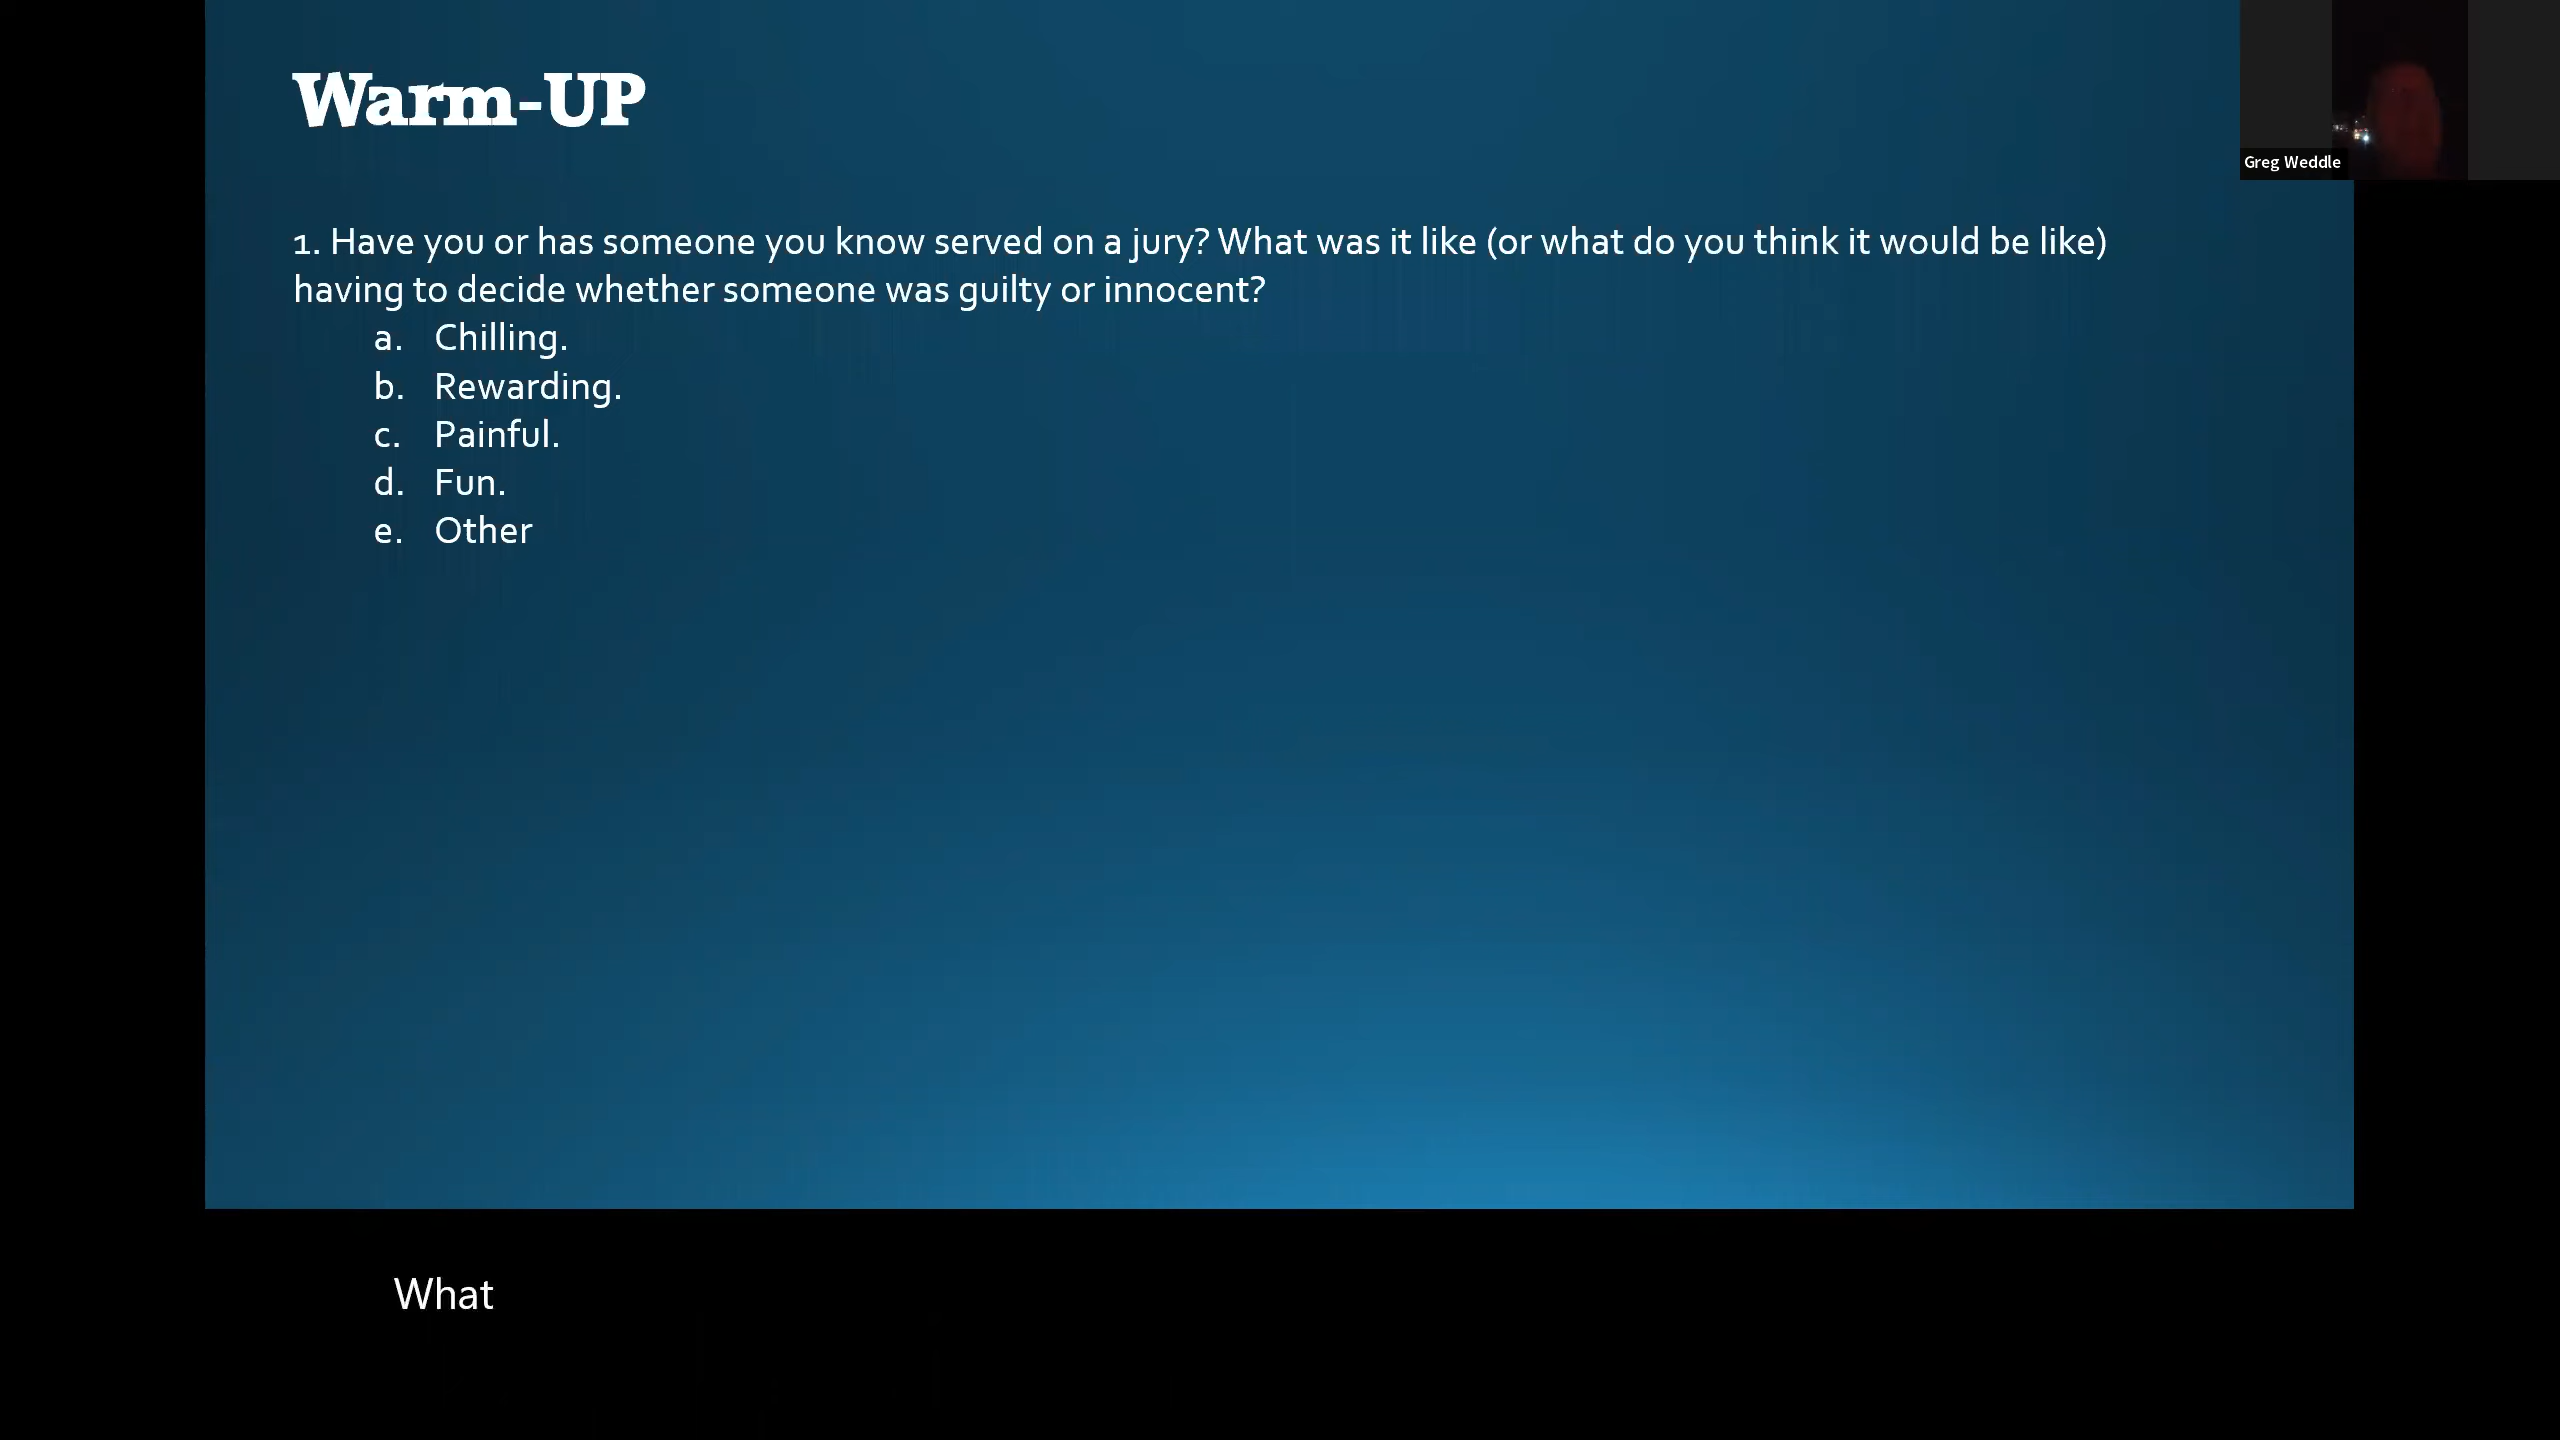 Warm-UP
Greg Weddle
1. Have you or has someone you know served on a jury? What was it like (or what do you think it would be like)
having to decide whether someone was guilty or innocent?
a. Chilling.
b. Rewarding.
c. Painful.
d. Fun.
e. Other
What